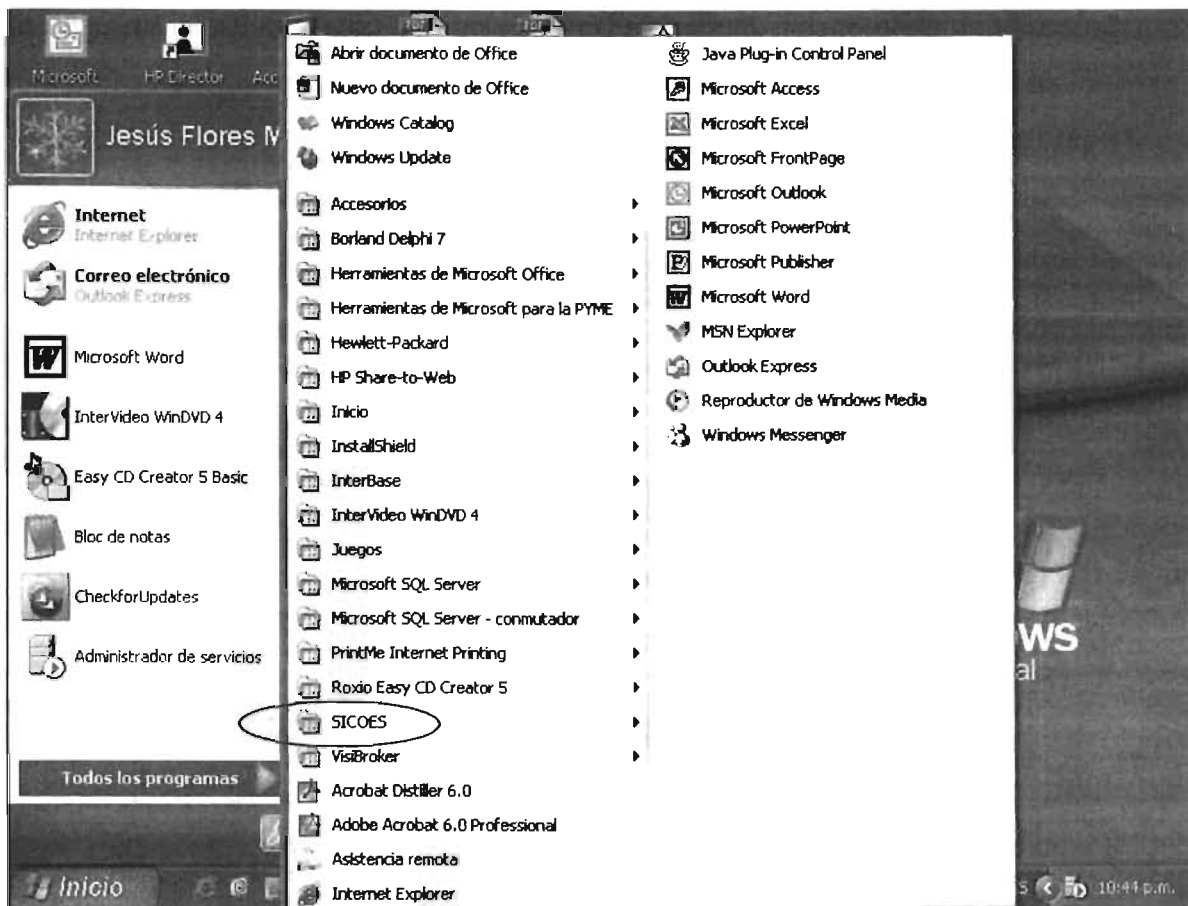 Microsoft
HP Director
Acc
Jesús Flores M
Internet
Internet Explorer
Correo electrónico
Outlook Express
Microsoft Word
InterVideo WinDVD 4
Easy CD Creator 5 Basic
Bloc de notas
CheckforUpdates
Administrador de servicios
Todos los programas
Inicio
Abrir documento de Office
Nuevo documento de Office
Windows Catalog
Windows Update
Accesorios
Borland Delphi 7
Herramientas de Microsoft Office
Herramientas de Microsoft para la PYME
Hewlett-Packard
HP Share-to-Web
Inicio
InstallShield
InterBase
InterVideo WinDVD 4
Juegos
Microsoft SQL Server
Microsoft SQL Server - conmutador
PrintMe Internet Printing
Roxio Easy CD Creator 5
SICOES
VisiBroker
Acrobat Distiller 6.0
Adobe Acrobat 6.0 Professional
Asistencia remota
Internet Explorer
Java Plug-in Control Panel
Microsoft Access
Microsoft Excel
Microsoft FrontPage
Microsoft Outlook
Microsoft PowerPoint
Microsoft Publisher
Microsoft Word
MSN Explorer
Outlook Express
Reproductor de Windows Media
Windows Messenger
ws
al
10:44 p.m.